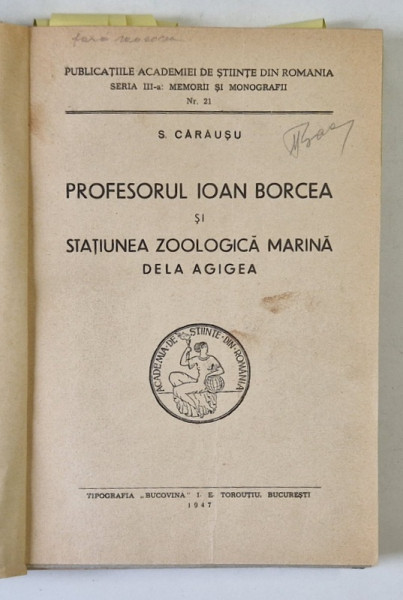 PUBLICAȚIILE ACADEMIEI DE ȘTIINȚE DIN ROMÂNIA
SERIA III-a: MEMORII ȘI MONOGRAFII
Nr. 21
S. CĂRĂUȘU
PROFESORUL IOAN BORCEA
ȘI
STAȚIUNEA ZOOLOGICĂ MARINĂ
DELA AGIGEA
ACADEMIA·DE·ȘTIINȚE·DIN·ROMÂNIA
TIPOGRAFIA „BUCOVINA" I. E. TOROUȚIU, BUCUREȘTI
1947